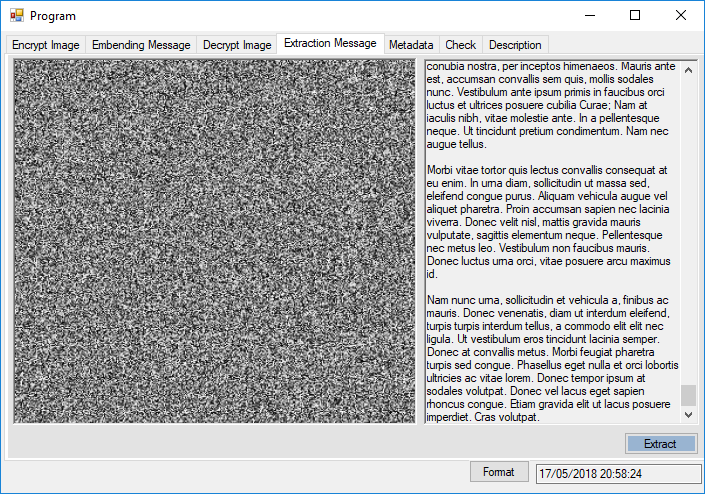 Program
Encrypt Image
Embending Message
Decrypt Image
Extraction Message
Metadata
Check
Description
conubia nostra, per inceptos himenaeos. Mauris ante
est, accumsan convallis sem quis, mollis sodales
nunc. Vestibulum ante ipsum primis in faucibus orci
luctus et ultrices posuere cubilia Curae; Nam at
iaculis nibh, vitae molestie ante. In a pellentesque
neque. Ut tincidunt pretium condimentum. Nam nec
augue tellus.
Morbi vitae tortor quis lectus convallis consequat at
eu enim. In urna diam, sollicitudin ut massa sed,
eleifend congue purus. Aliquam vehicula augue vel
aliquet pharetra. Proin accumsan sapien nec lacinia
viverra. Donec velit nisl, mattis gravida mauris
vulputate, sagittis elementum neque. Pellentesque
nec metus leo. Vestibulum non faucibus mauris.
Donec luctus urna orci, vitae posuere arcu maximus
id.
Nam nunc urna, sollicitudin et vehicula a, finibus ac
mauris. Donec venenatis, diam ut interdum eleifend,
turpis turpis interdum tellus, a commodo elit elit nec
ligula. Ut vestibulum eros tincidunt lacinia semper.
Donec at convallis metus. Morbi feugiat pharetra
turpis sed congue. Phasellus eget nulla et orci lobortis
ultricies ac vitae lorem. Donec tempor ipsum at
sodales volutpat. Donec vel lacus eget sapien
rhoncus congue. Etiam gravida elit ut lacus posuere
imperdiet. Cras volutpat.
Extract
Format
17/05/2018 20:58:24